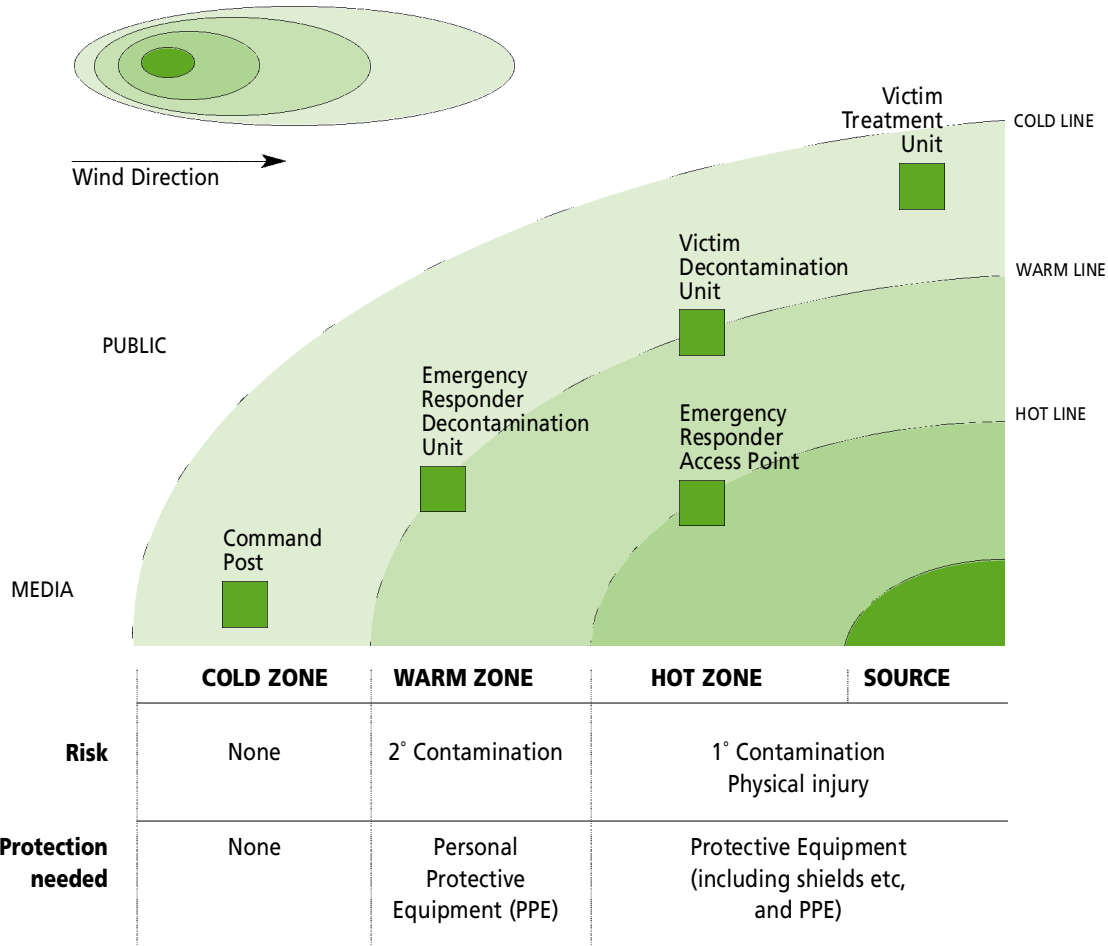 Wind Direction
Victim
Treatment
Unit
COLD LINE
Victim
Decontamination
Unit
WARM LINE
PUBLIC
Emergency
Responder
Decontamination
Unit
Emergency
Responder
Access Point
HOT LINE
Command
Post
MEDIA
COLD ZONE WARM ZONE HOT ZONE SOURCE
Risk None 2° Contamination 1° Contamination
Physical injury
Protection None Personal Protective Equipment
needed Protective (including shields etc,
Equipment (PPE) and PPE)